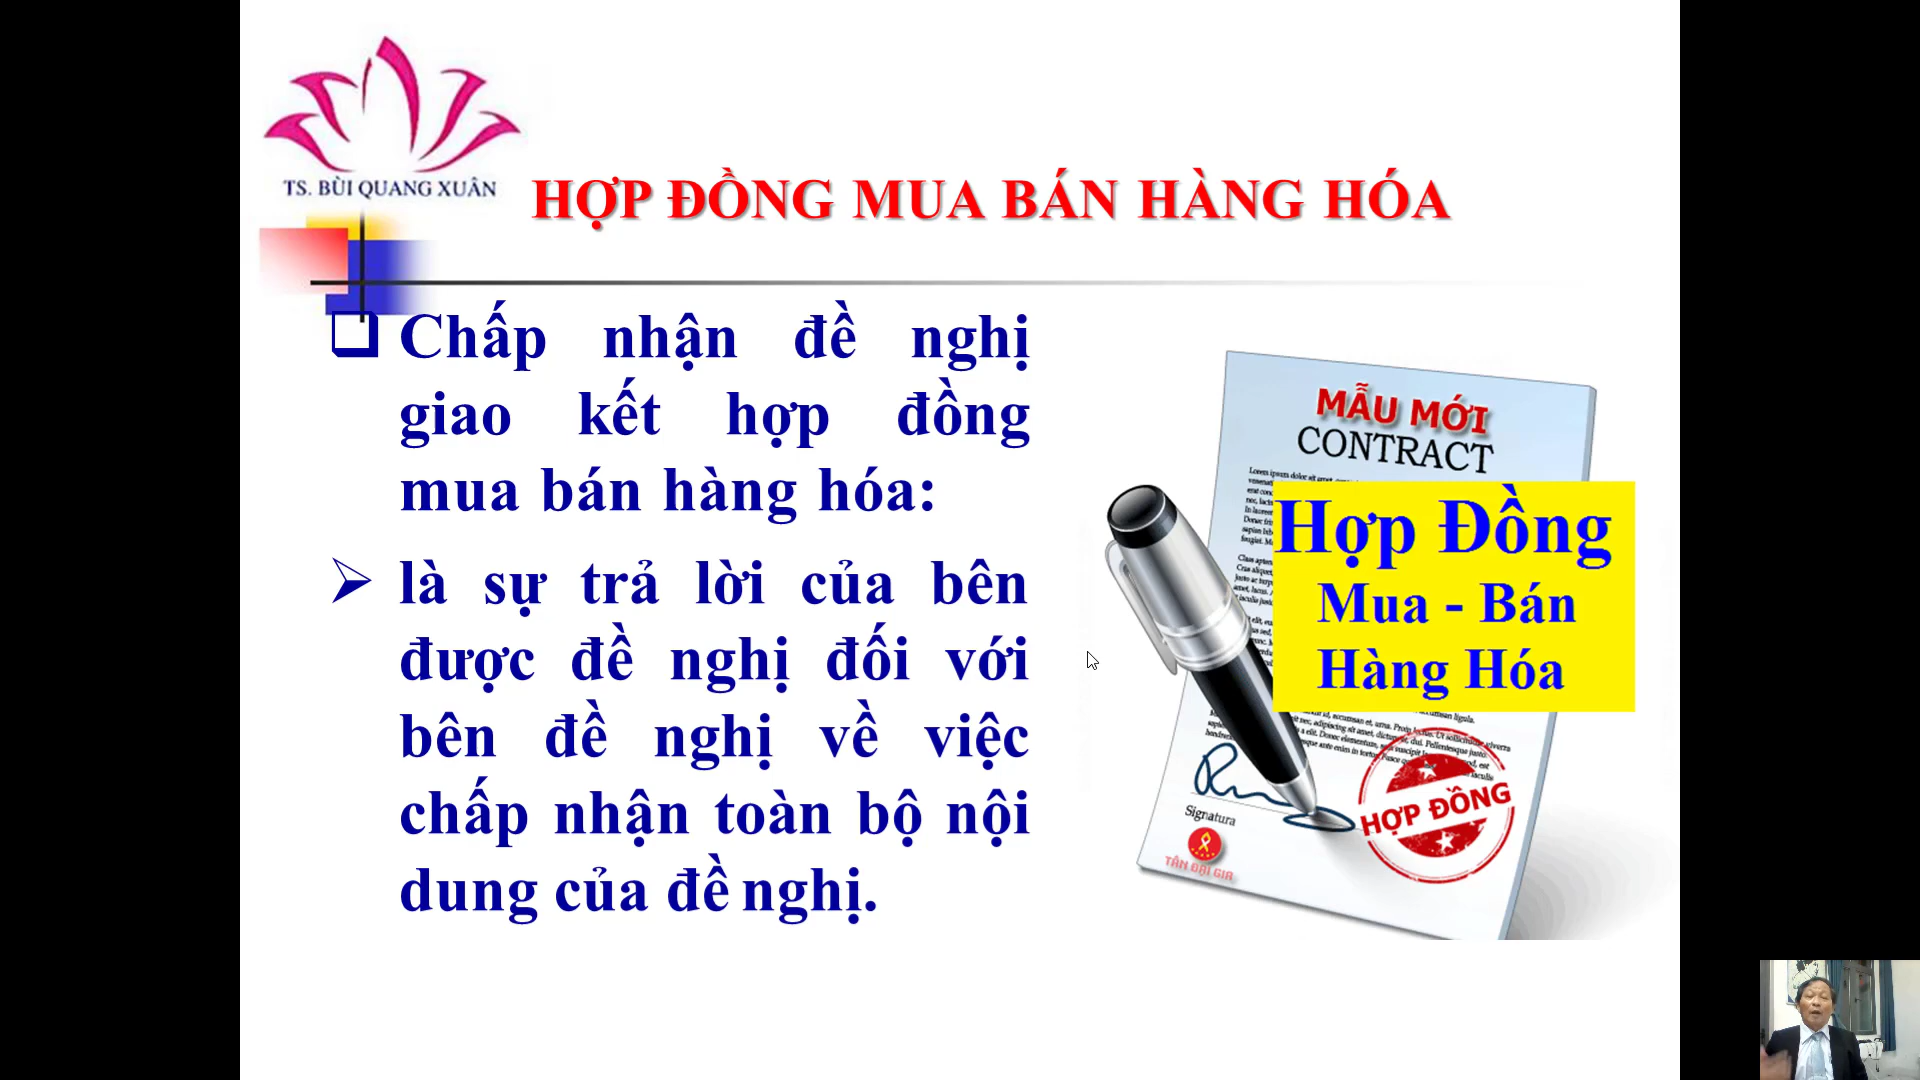 TS. BÙI QUANG XUÂN
HỢP ĐỒNG MUA BÁN HÀNG HÓA
Chấp nhận đề nghị
giao kết hợp đồng
mua bán hàng hóa:
là sự trả lời của bên
được đề nghị đối với
bên đề nghị về việc
chấp nhận toàn bộ nội
dung của đề nghị.
MẪU MỚI
CONTRACT
Hợp Đồng
Mua - Bán
Hàng Hóa
Signatura
HỢP ĐỒNG
TÂN ĐẠI GIA